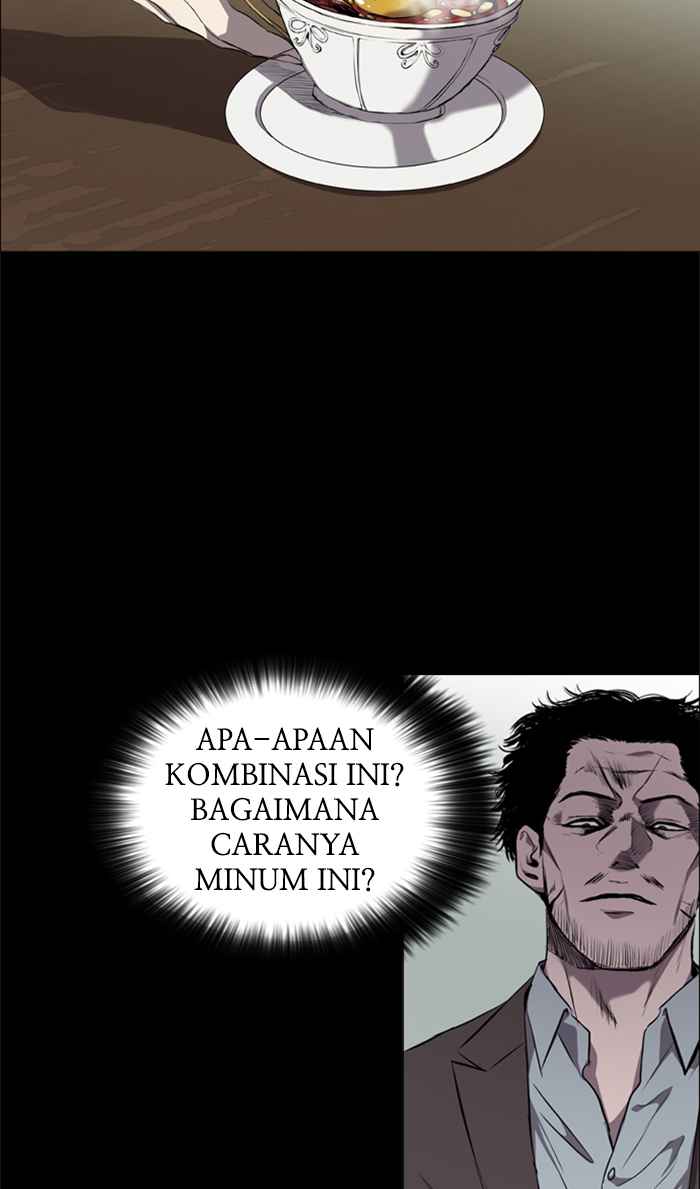 APA-APAAN
KOMBINASI INI?
BAGAIMANA
CARANYA
MINUM INI?